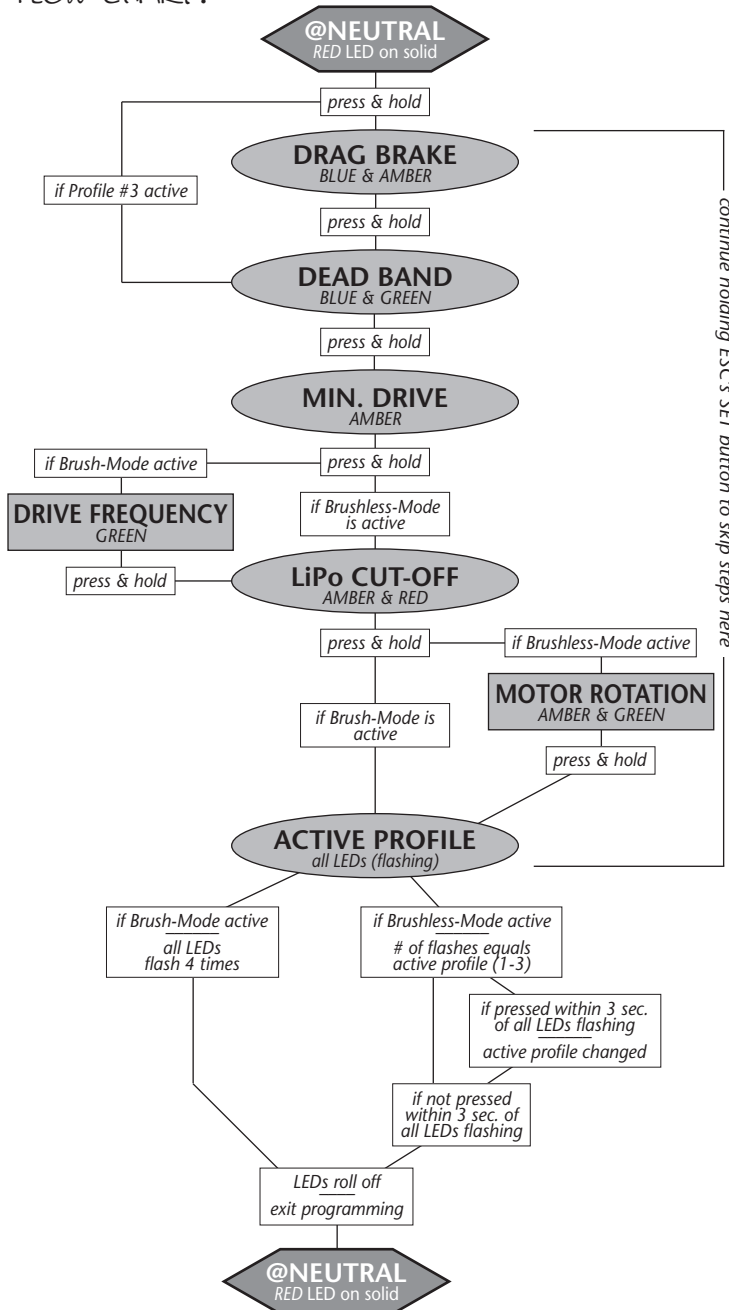 FLOW CHART:
@NEUTRAL
RED LED on solid
press & hold
DRAG BRAKE
BLUE & AMBER
if Profile #3 active
press & hold
DEAD BAND
BLUE & GREEN
press & hold
MIN. DRIVE
AMBER
if Brush-Mode active
press & hold
DRIVE FREQUENCY
GREEN
if Brushless-Mode
is active
press & hold
LiPo CUT-OFF
AMBER & RED
press & hold
if Brushless-Mode active
MOTOR ROTATION
AMBER & GREEN
if Brush-Mode is
active
press & hold
continue holding ESC's SET button to skip steps here
ACTIVE PROFILE
all LEDs (flashing)
if Brush-Mode active
all LEDs
flash 4 times
if Brushless-Mode active
# of flashes equals
active profile (1-3)
if pressed within 3 sec.
of all LEDs flashing
active profile changed
if not pressed
within 3 sec. of
all LEDs flashing
LEDs roll off
exit programming
@NEUTRAL
RED LED on solid